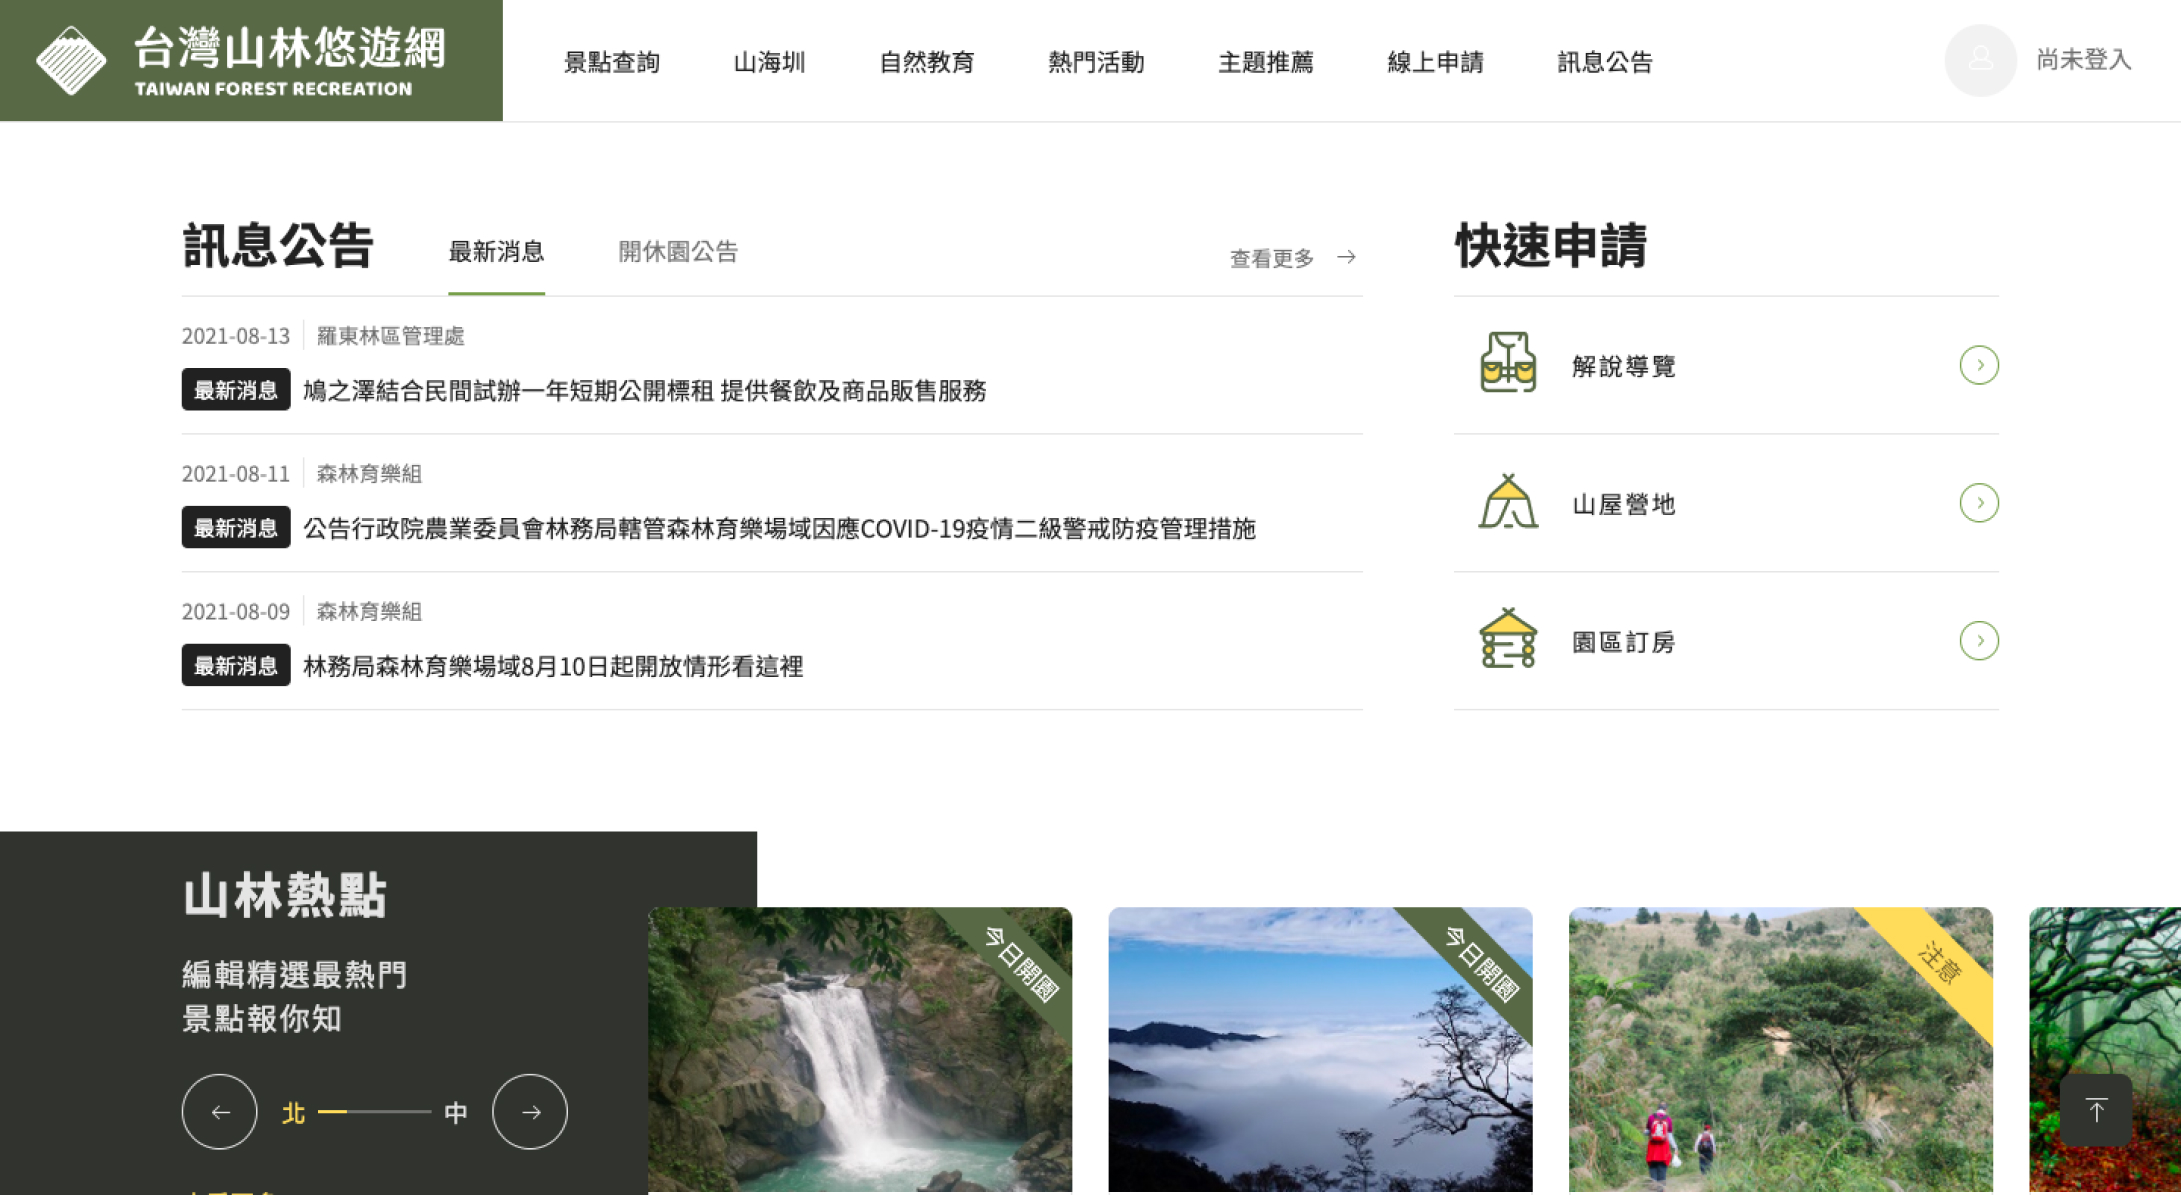 台灣山林悠遊網
TAIWAN FOREST RECREATION
景點查詢 山海圳 自然教育 熱門活動 主題推薦 線上申請 訊息公告
尚未登入
訊息公告 最新消息 開休園公告 查看更多
2021-08-13 羅東林區管理處
最新消息 鳩之澤結合民間試辦一年短期公開標租 提供餐飲及商品販售服務
2021-08-11 森林育樂組
最新消息 公告行政院農業委員會林務局轄管森林育樂場域因應COVID-19疫情二級警戒防疫管理措施
2021-08-09 森林育樂組
最新消息 林務局森林育樂場域8月10日起開放情形看這裡
快速申請
解說導覽
山屋營地
園區訂房
山林熱點
編輯精選最熱門
景點報你知
北 中
今日開園
今日開園
注意